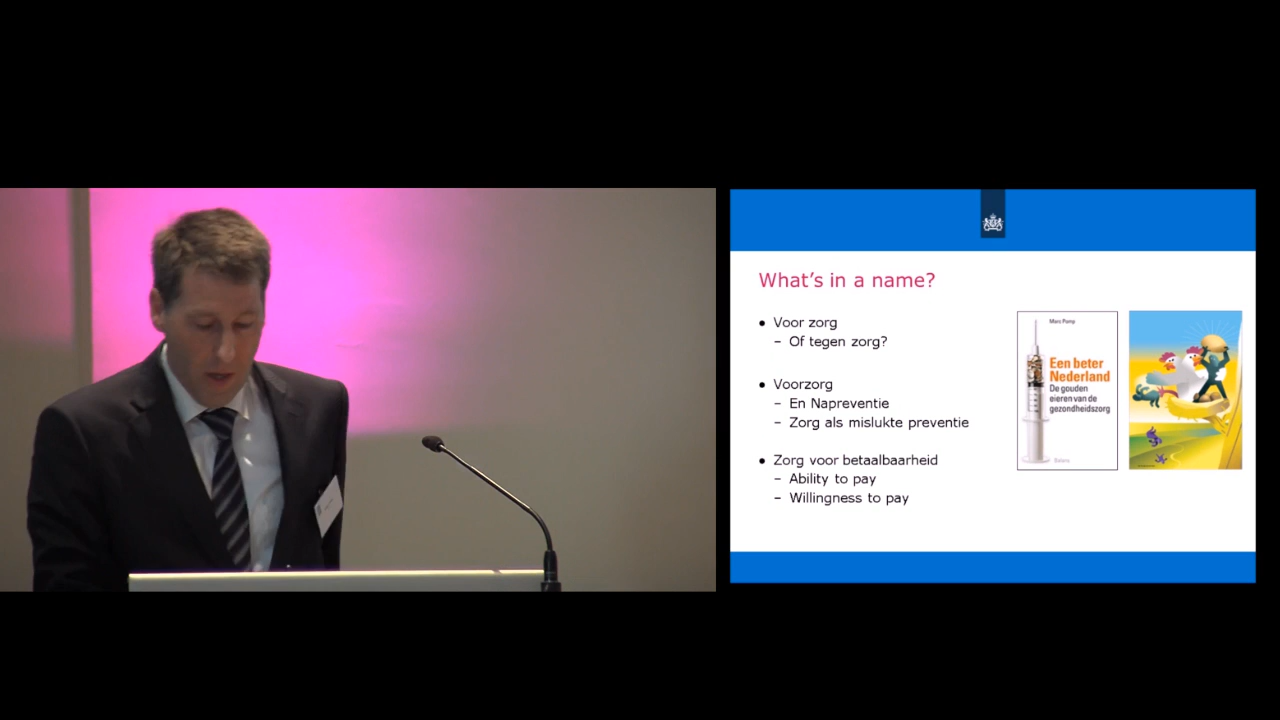 What's in a name?
• Voor zorg
– Of tegen zorg?
• Voorzorg
– En Napreventie
– Zorg als mislukte preventie
• Zorg voor betaalbaarheid
– Ability to pay
– Willingness to pay
Marc Pomp
Een beter
Nederland
De gouden
eieren van de
gezondheidszorg
Balans